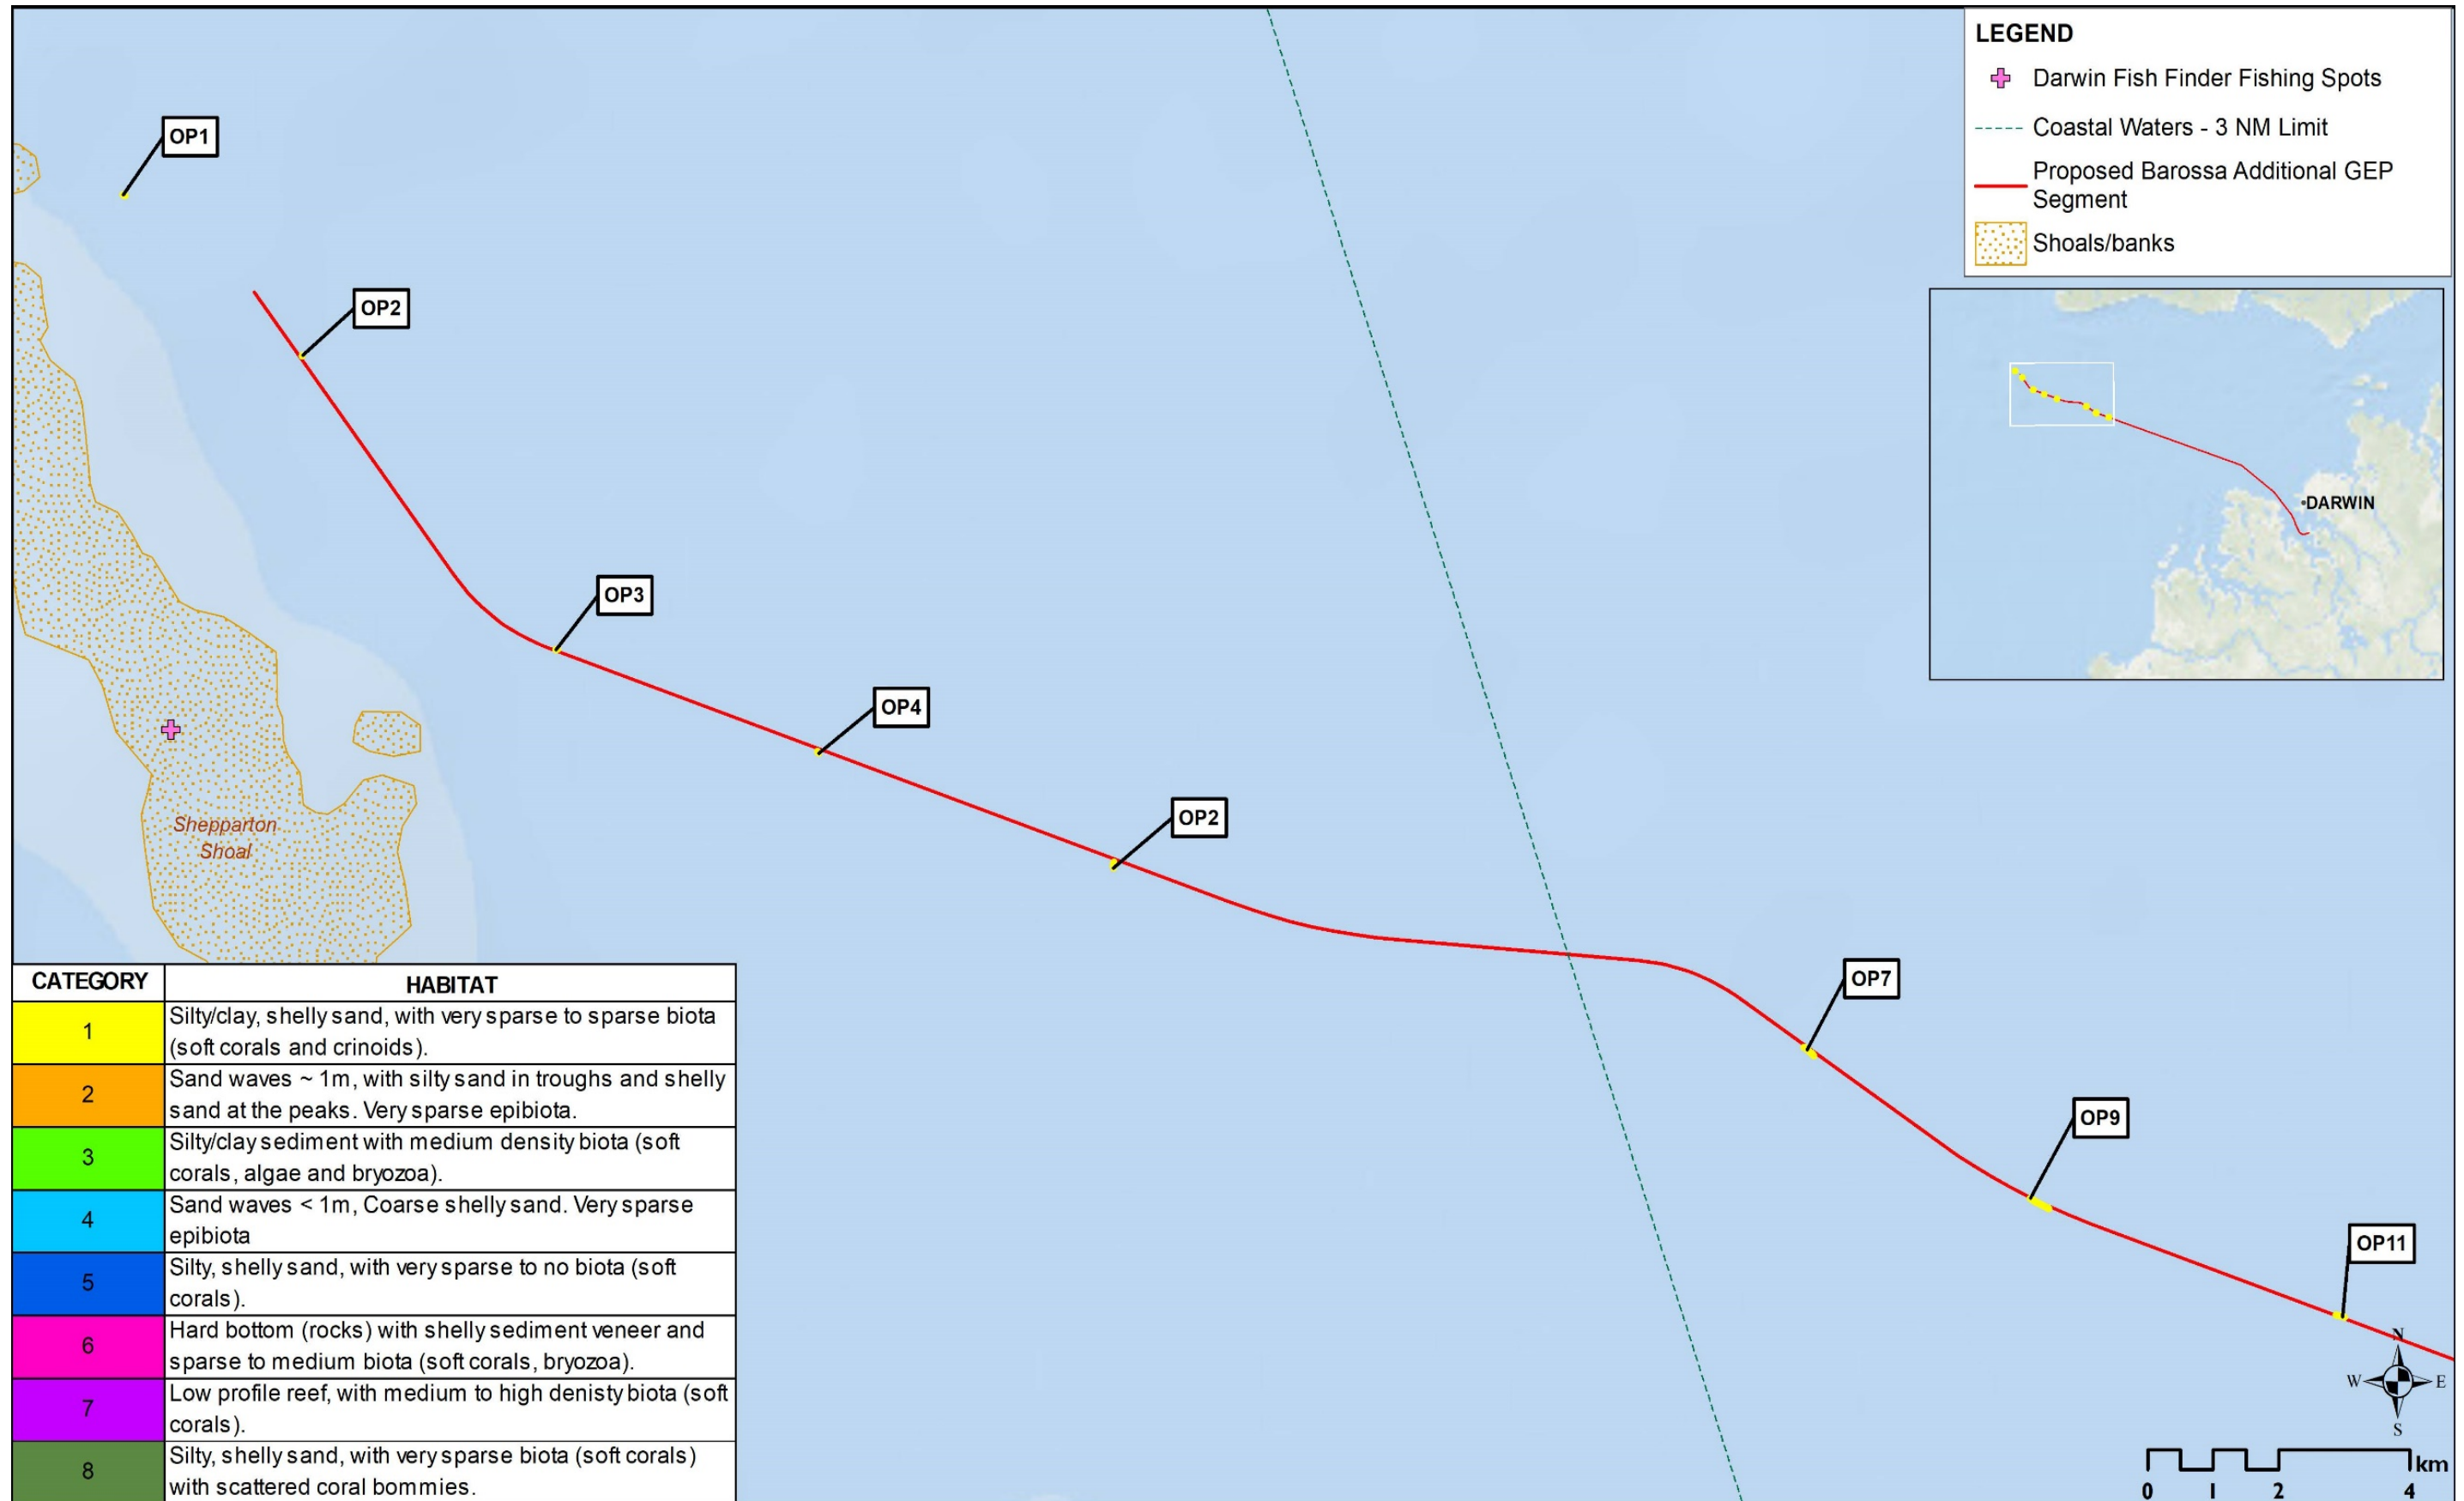 LEGEND
Darwin Fish Finder Fishing Spots
Coastal Waters - 3 NM Limit
Proposed Barossa Additional GEP
Segment
Shoals/banks
•DARWIN
OP1
OP2
OP3
OP4
OP2
OP7
OP9
OP11
Shepparton
Shoal
CATEGORY HABITAT
1 Silty/clay, shelly sand, with very sparse to sparse biota
(soft corals and crinoids).
2 Sand waves ~ 1m, with silty sand in troughs and shelly
sand at the peaks. Very sparse epibiota.
3 Silty/clay sediment with medium density biota (soft
corals, algae and bryozoa).
4 Sand waves < 1m, Coarse shelly sand. Very sparse
epibiota
5 Silty, shelly sand, with very sparse to no biota (soft
corals).
6 Hard bottom (rocks) with shelly sediment veneer and
sparse to medium biota (soft corals, bryozoa).
7 Low profile reef, with medium to high denisty biota (soft
corals).
8 Silty, shelly sand, with very sparse biota (soft corals)
with scattered coral bommies.
N
W E
S
km
0 1 2 4